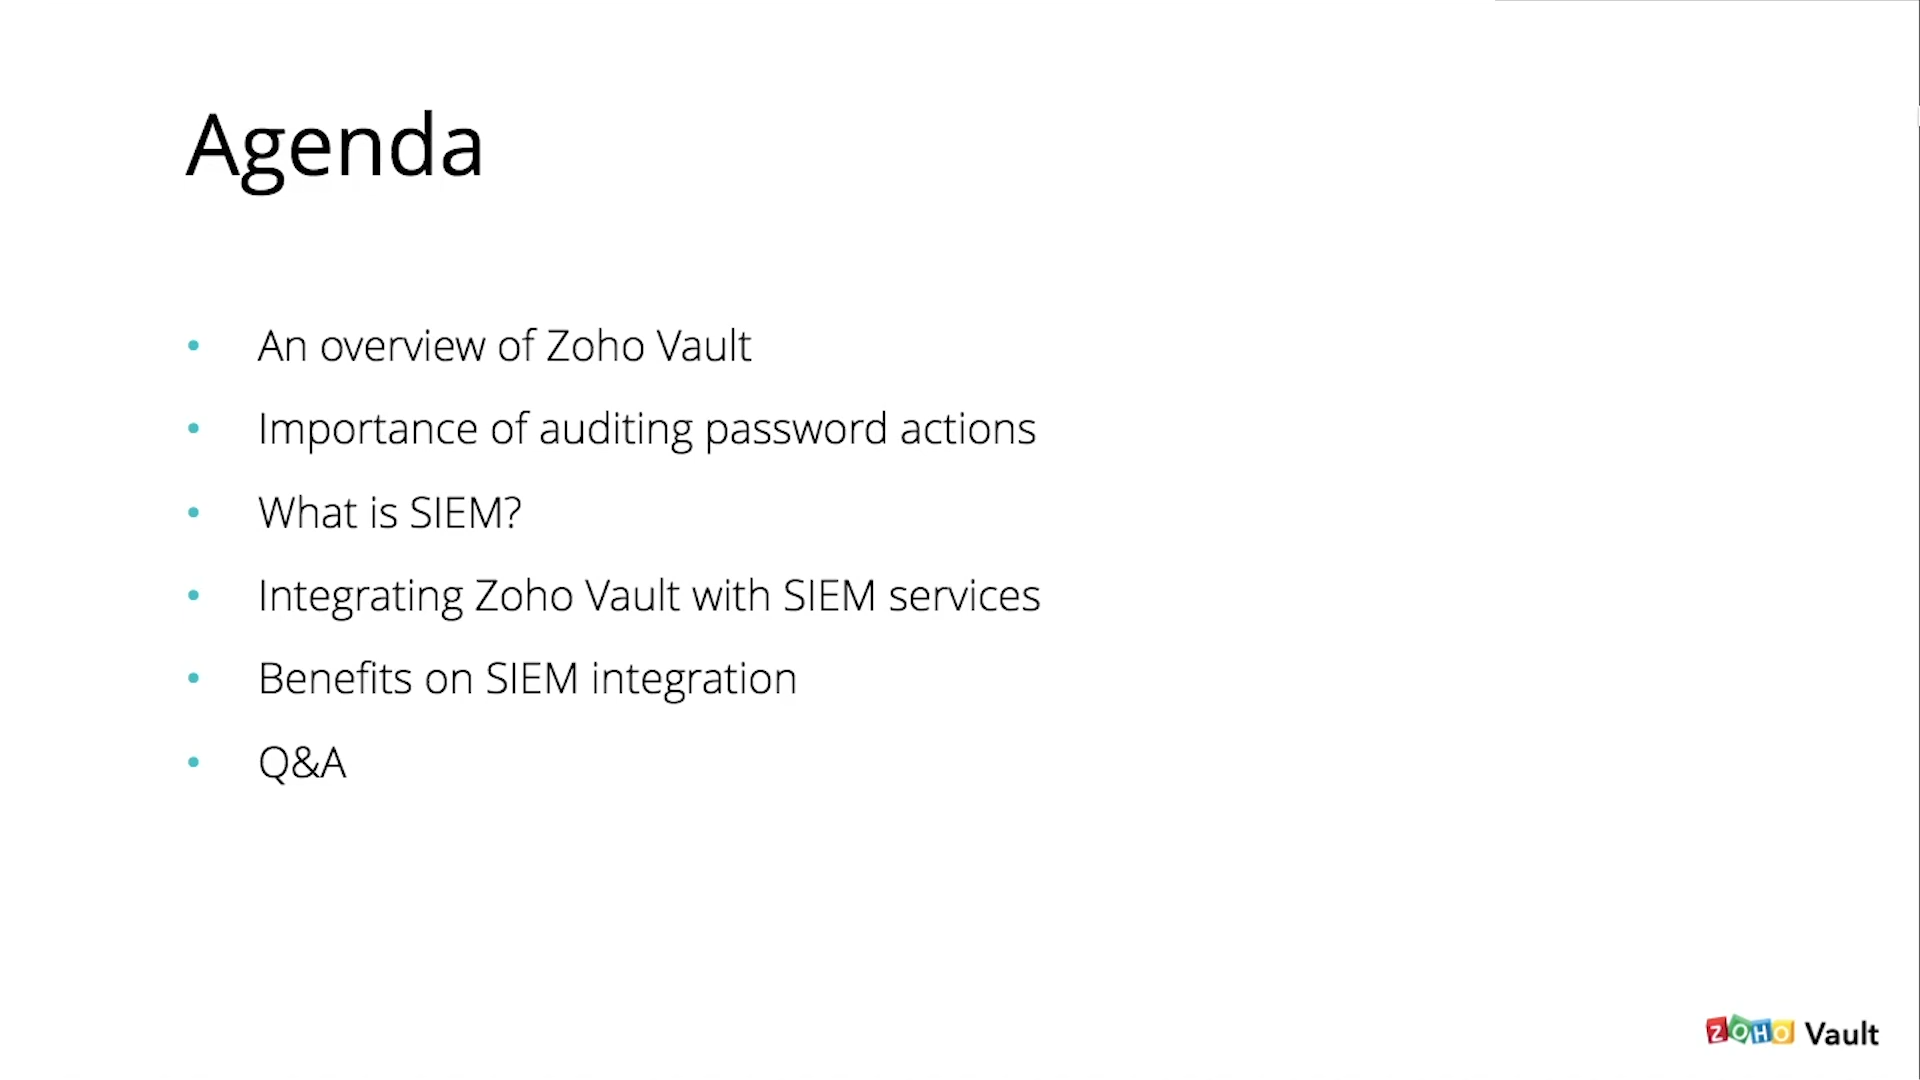 Agenda
• An overview of Zoho Vault
• Importance of auditing password actions
• What is SIEM?
• Integrating Zoho Vault with SIEM services
• Benefits on SIEM integration
• Q&A
ZOHO Vault